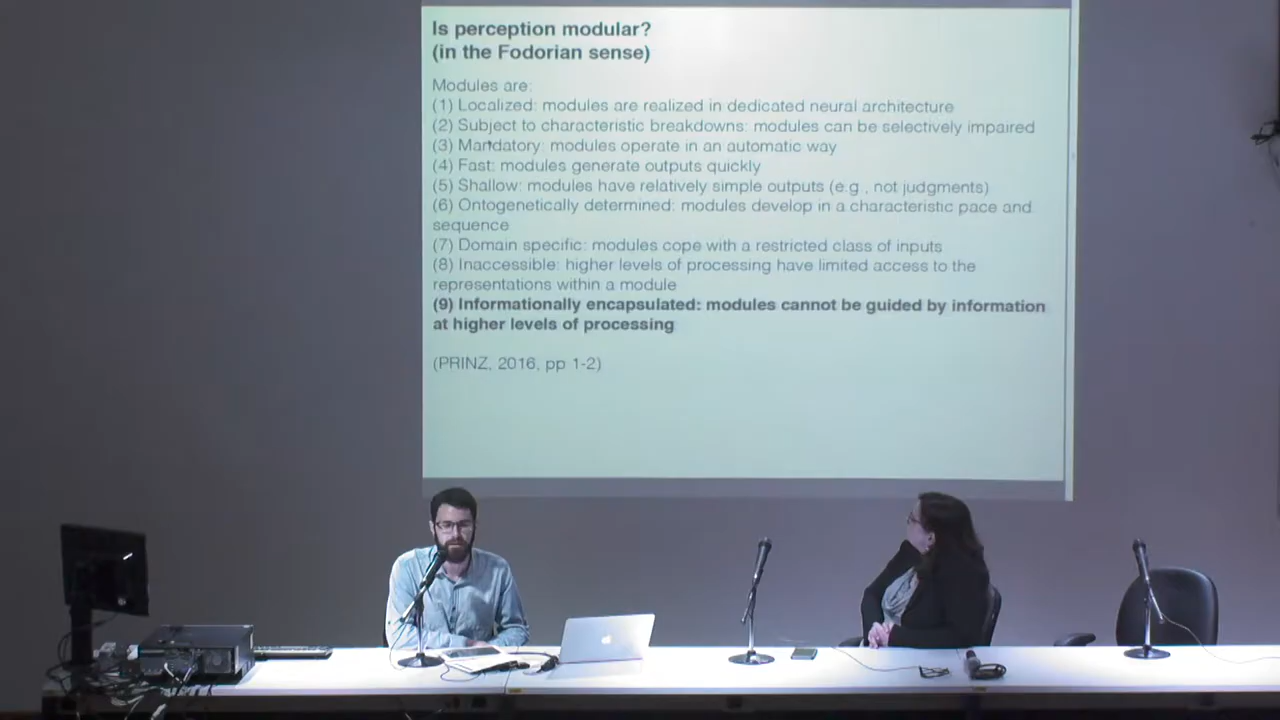 Is perception modular?
(in the Fodorian sense)
Modules are:
(1) Localized: modules are realized in dedicated neural architecture
(2) Subject to characteristic breakdowns: modules can be selectively impaired
(3) Mandatory: modules operate in an automatic way
(4) Fast: modules generate outputs quickly
(5) Shallow: modules have relatively simple outputs (e.g., not judgments)
(6) Ontogenetically determined: modules develop in a characteristic pace and
sequence
(7) Domain specific: modules cope with a restricted class of inputs
(8) Inaccessible: higher levels of processing have limited access to the
representations within a module
(9) Informationally encapsulated: modules cannot be guided by information
at higher levels of processing
(PRINZ, 2016, pp 1-2)